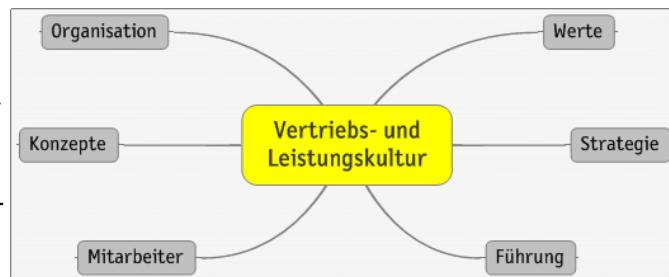 Organisation
Werte
Vertriebs- und
Leistungskultur
Konzepte
Strategie
Mitarbeiter
Führung